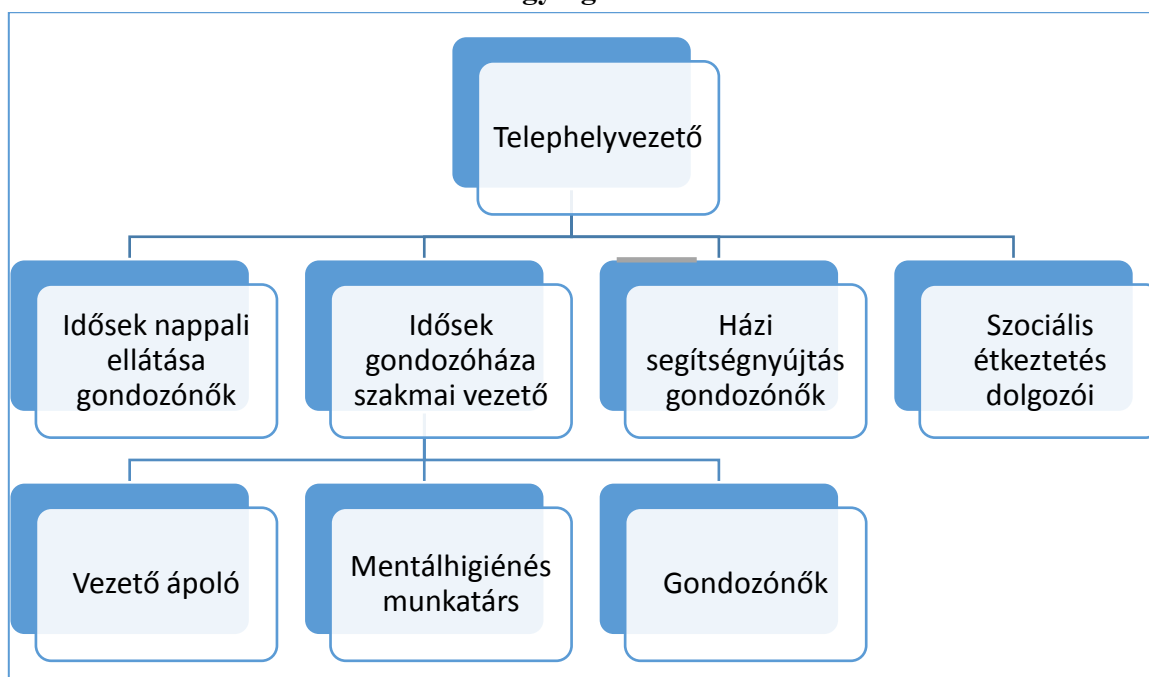 Telephelyvezető
Idősek nappali
ellátása
gondozónők
Idősek
gondozóháza
szakmai vezető
Házi
segítségnyújtás
gondozónők
Szociális
étkeztetés
dolgozói
Vezető ápoló
Mentálhigiénés
munkatárs
Gondozónők